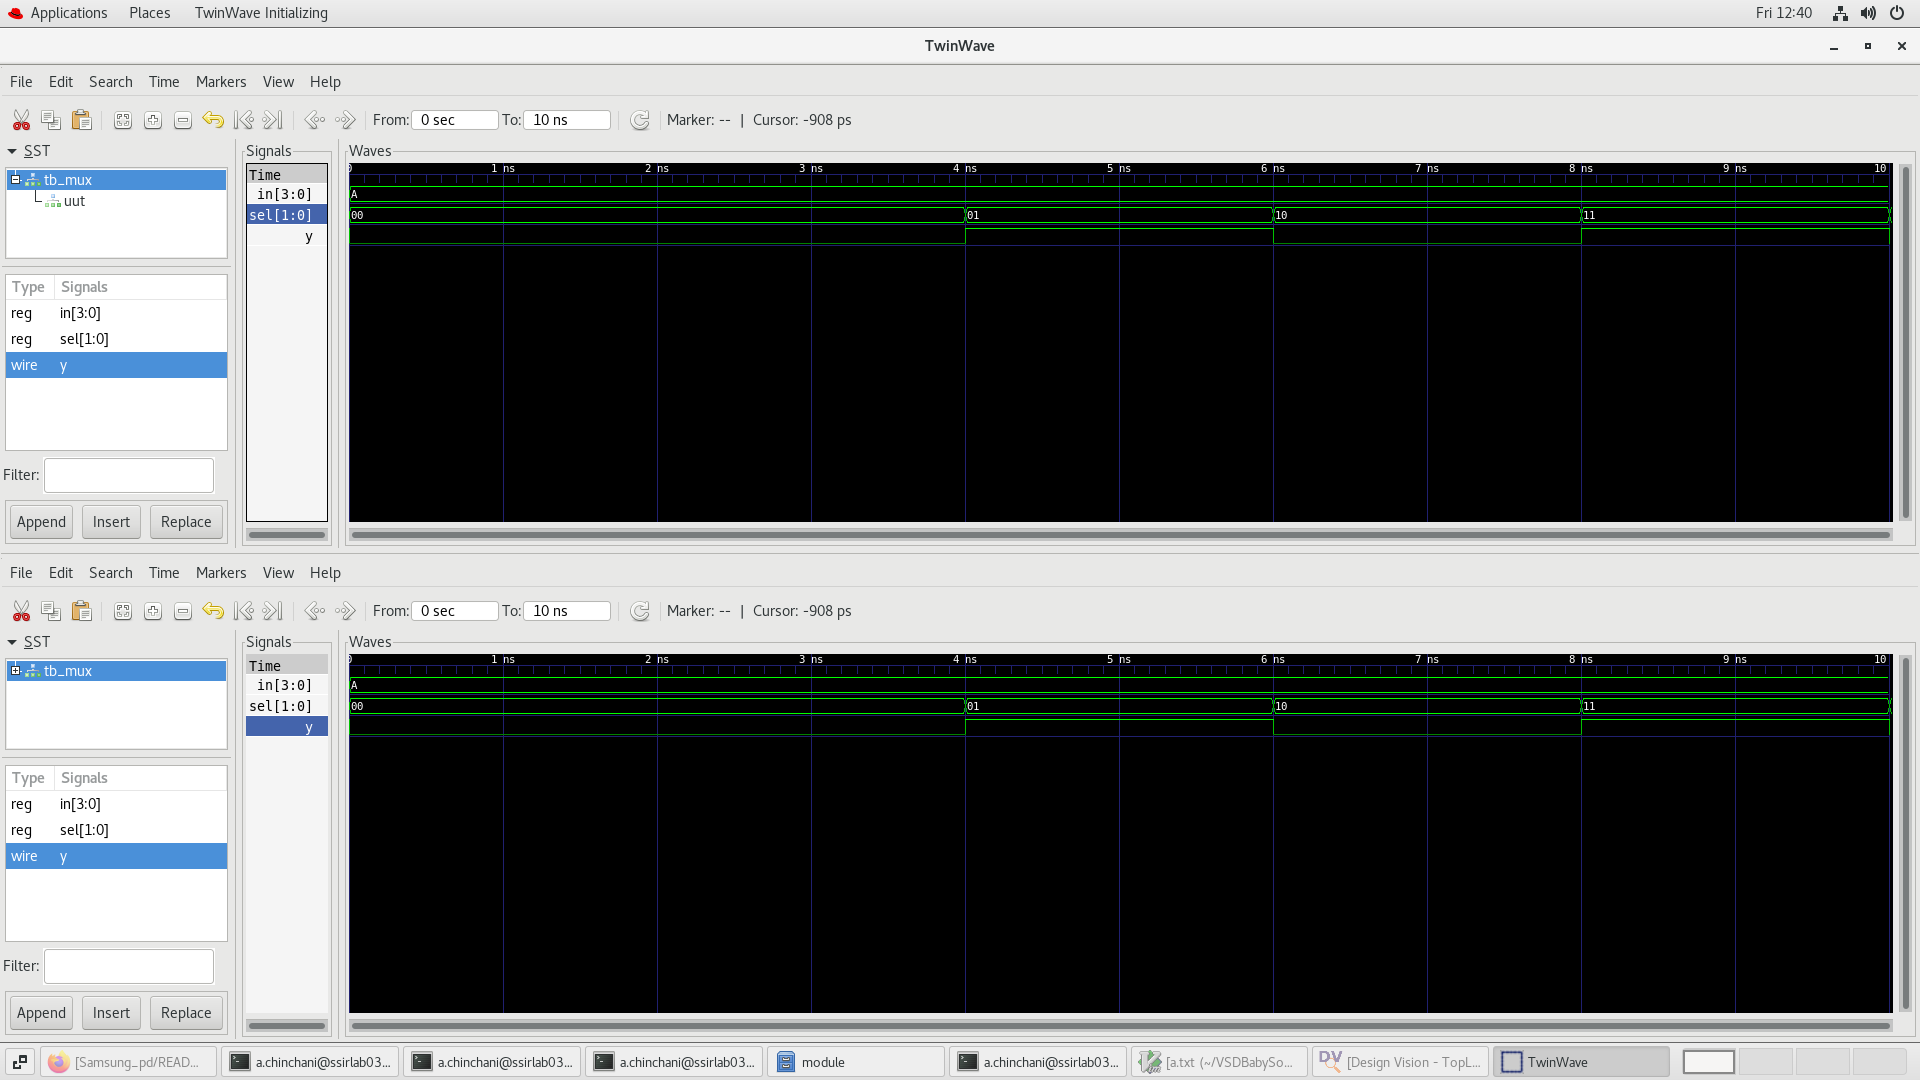 Applications Places TwinWave Initializing Fri 12:40
TwinWave
File Edit Search Time Markers View Help
From: 0 sec To: 10 ns Marker: -- | Cursor: -908 ps
SST
tb_mux
uut
Type Signals
reg in[3:0]
reg sel[1:0]
wire y
Filter:
Append Insert Replace
Signals
Time
in[3:0]
sel[1:0]
y
Waves
0 1 ns 2 ns 3 ns 4 ns 5 ns 6 ns 7 ns 8 ns 9 ns 10
A
00 01 10 11
File Edit Search Time Markers View Help
From: 0 sec To: 10 ns Marker: -- | Cursor: -908 ps
SST
tb_mux
Type Signals
reg in[3:0]
reg sel[1:0]
wire y
Filter:
Append Insert Replace
Signals
Time
in[3:0]
sel[1:0]
y
Waves
0 1 ns 2 ns 3 ns 4 ns 5 ns 6 ns 7 ns 8 ns 9 ns 10
A
00 01 10 11
[Samsung_pd/READ... a.chinchani@ssirlab03... a.chinchani@ssirlab03... a.chinchani@ssirlab03... module a.chinchani@ssirlab03... [a.txt (~/VSDBabySo... DV [Design Vision - TopL... TwinWave